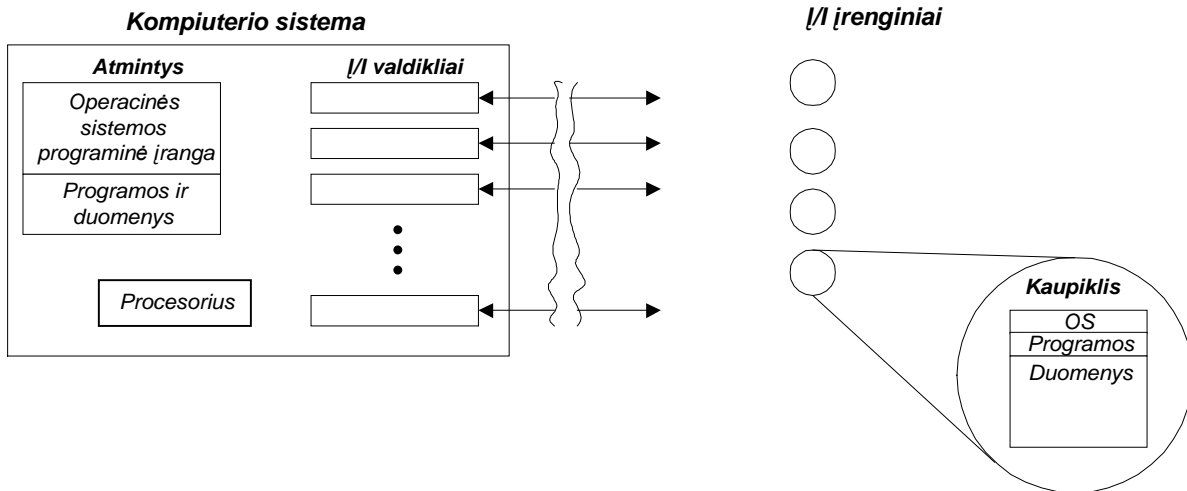 Kompiuterio sistema
Į/I įrenginiai
Atmintys
Į/I valdikliai
Operacinės
sistemos
programinė įranga
Programos ir
duomenys
Procesorius
Kaupiklis
OS
Programos
Duomenys